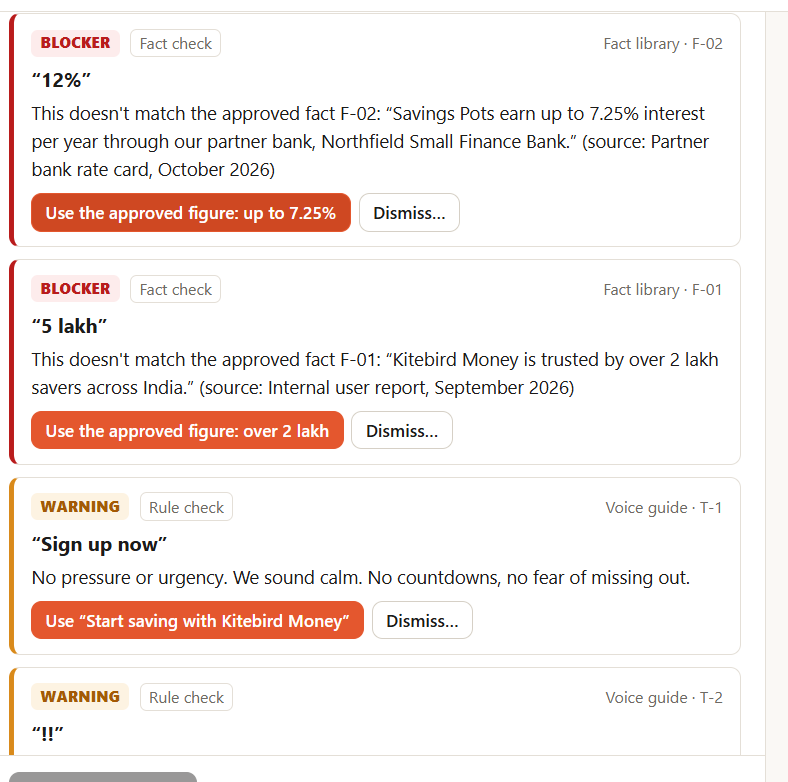 BLOCKER Fact check Fact library · F-02
“12%”
This doesn't match the approved fact F-02: “Savings Pots earn up to 7.25% interest
per year through our partner bank, Northfield Small Finance Bank.” (source: Partner
bank rate card, October 2026)
Use the approved figure: up to 7.25% Dismiss...
BLOCKER Fact check Fact library · F-01
“5 lakh”
This doesn't match the approved fact F-01: “Kitebird Money is trusted by over 2 lakh
savers across India.” (source: Internal user report, September 2026)
Use the approved figure: over 2 lakh Dismiss...
WARNING Rule check Voice guide · T-1
“Sign up now”
No pressure or urgency. We sound calm. No countdowns, no fear of missing out.
Use “Start saving with Kitebird Money” Dismiss...
WARNING Rule check Voice guide · T-2
“!!”